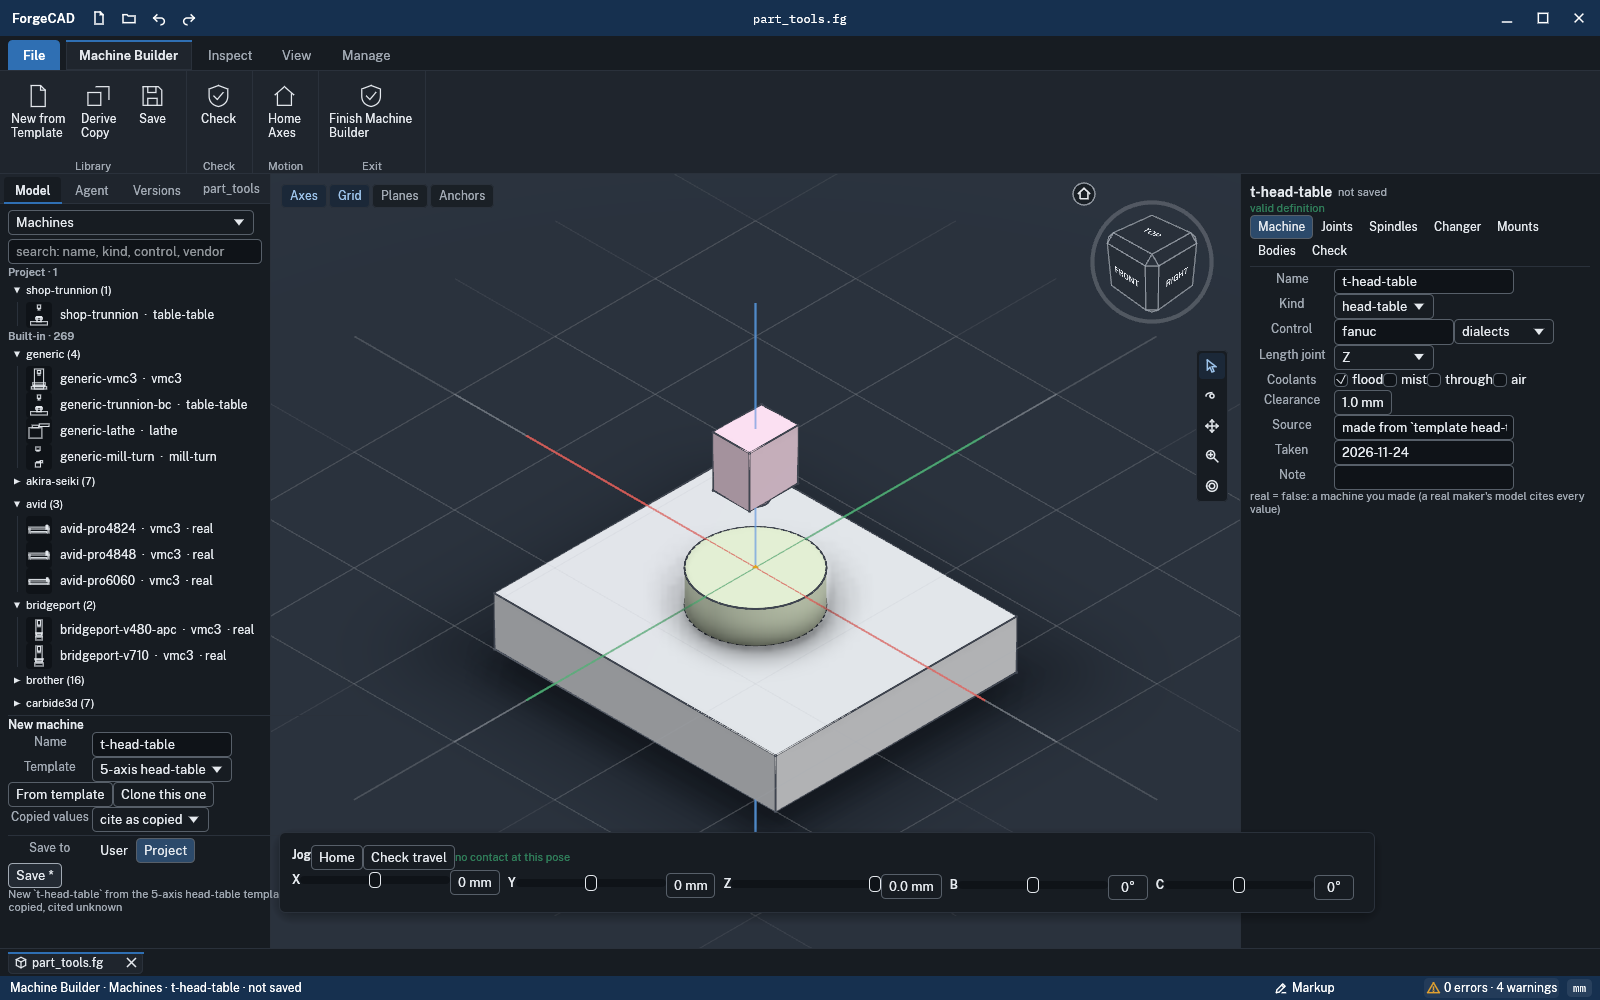 ForgeCAD
part_tools.fg
File
Machine Builder
Inspect
View
Manage
New from
Template
Derive
Copy
Save
Library
Check
Check
Home
Axes
Motion
Finish Machine
Builder
Exit
Model
Agent
Versions
part_tools
Machines
search: name, kind, control, vendor
Project · 1
shop-trunnion (1)
shop-trunnion · table-table
Built-in · 269
generic (4)
generic-vmc3 · vmc3
generic-trunnion-bc · table-table
generic-lathe · lathe
generic-mill-turn · mill-turn
akira-seiki (7)
avid (3)
avid-pro4824 · vmc3 · real
avid-pro4848 · vmc3 · real
avid-pro6060 · vmc3 · real
bridgeport (2)
bridgeport-v480-apc · vmc3 · real
bridgeport-v710 · vmc3 · real
brother (16)
carbide3d (7)
New machine
Name t-head-table
Template 5-axis head-table
From template Clone this one
Copied values cite as copied
Save to User Project
Save *
New `t-head-table` from the 5-axis head-table templa
copied, cited unknown
Axes Grid Planes Anchors
TOP
FRONT
RIGHT
Jog Home Check travel no contact at this pose
X 0 mm Y 0 mm Z 0.0 mm B 0° C 0°
t-head-table not saved
valid definition
Machine Joints Spindles Changer Mounts
Bodies Check
Name t-head-table
Kind head-table
Control fanuc dialects
Length joint Z
Coolants flood mist through air
Clearance 1.0 mm
Source made from `template head-t
Taken 2026-11-24
Note
real = false: a machine you made (a real maker's model cites every
value)
part_tools.fg
Machine Builder · Machines · t-head-table · not saved
Markup
0 errors · 4 warnings
mm